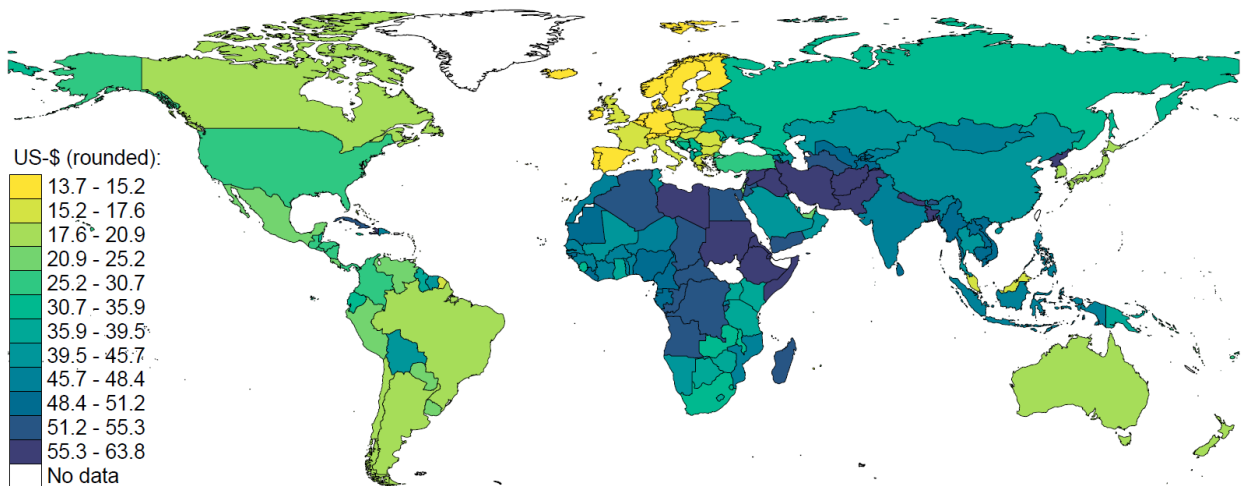 US-$ (rounded):
13.7 - 15.2
15.2 - 17.6
17.6 - 20.9
20.9 - 25.2
25.2 - 30.7
30.7 - 35.9
35.9 - 39.5
39.5 - 45.7
45.7 - 48.4
48.4 - 51.2
51.2 - 55.3
55.3 - 63.8
No data